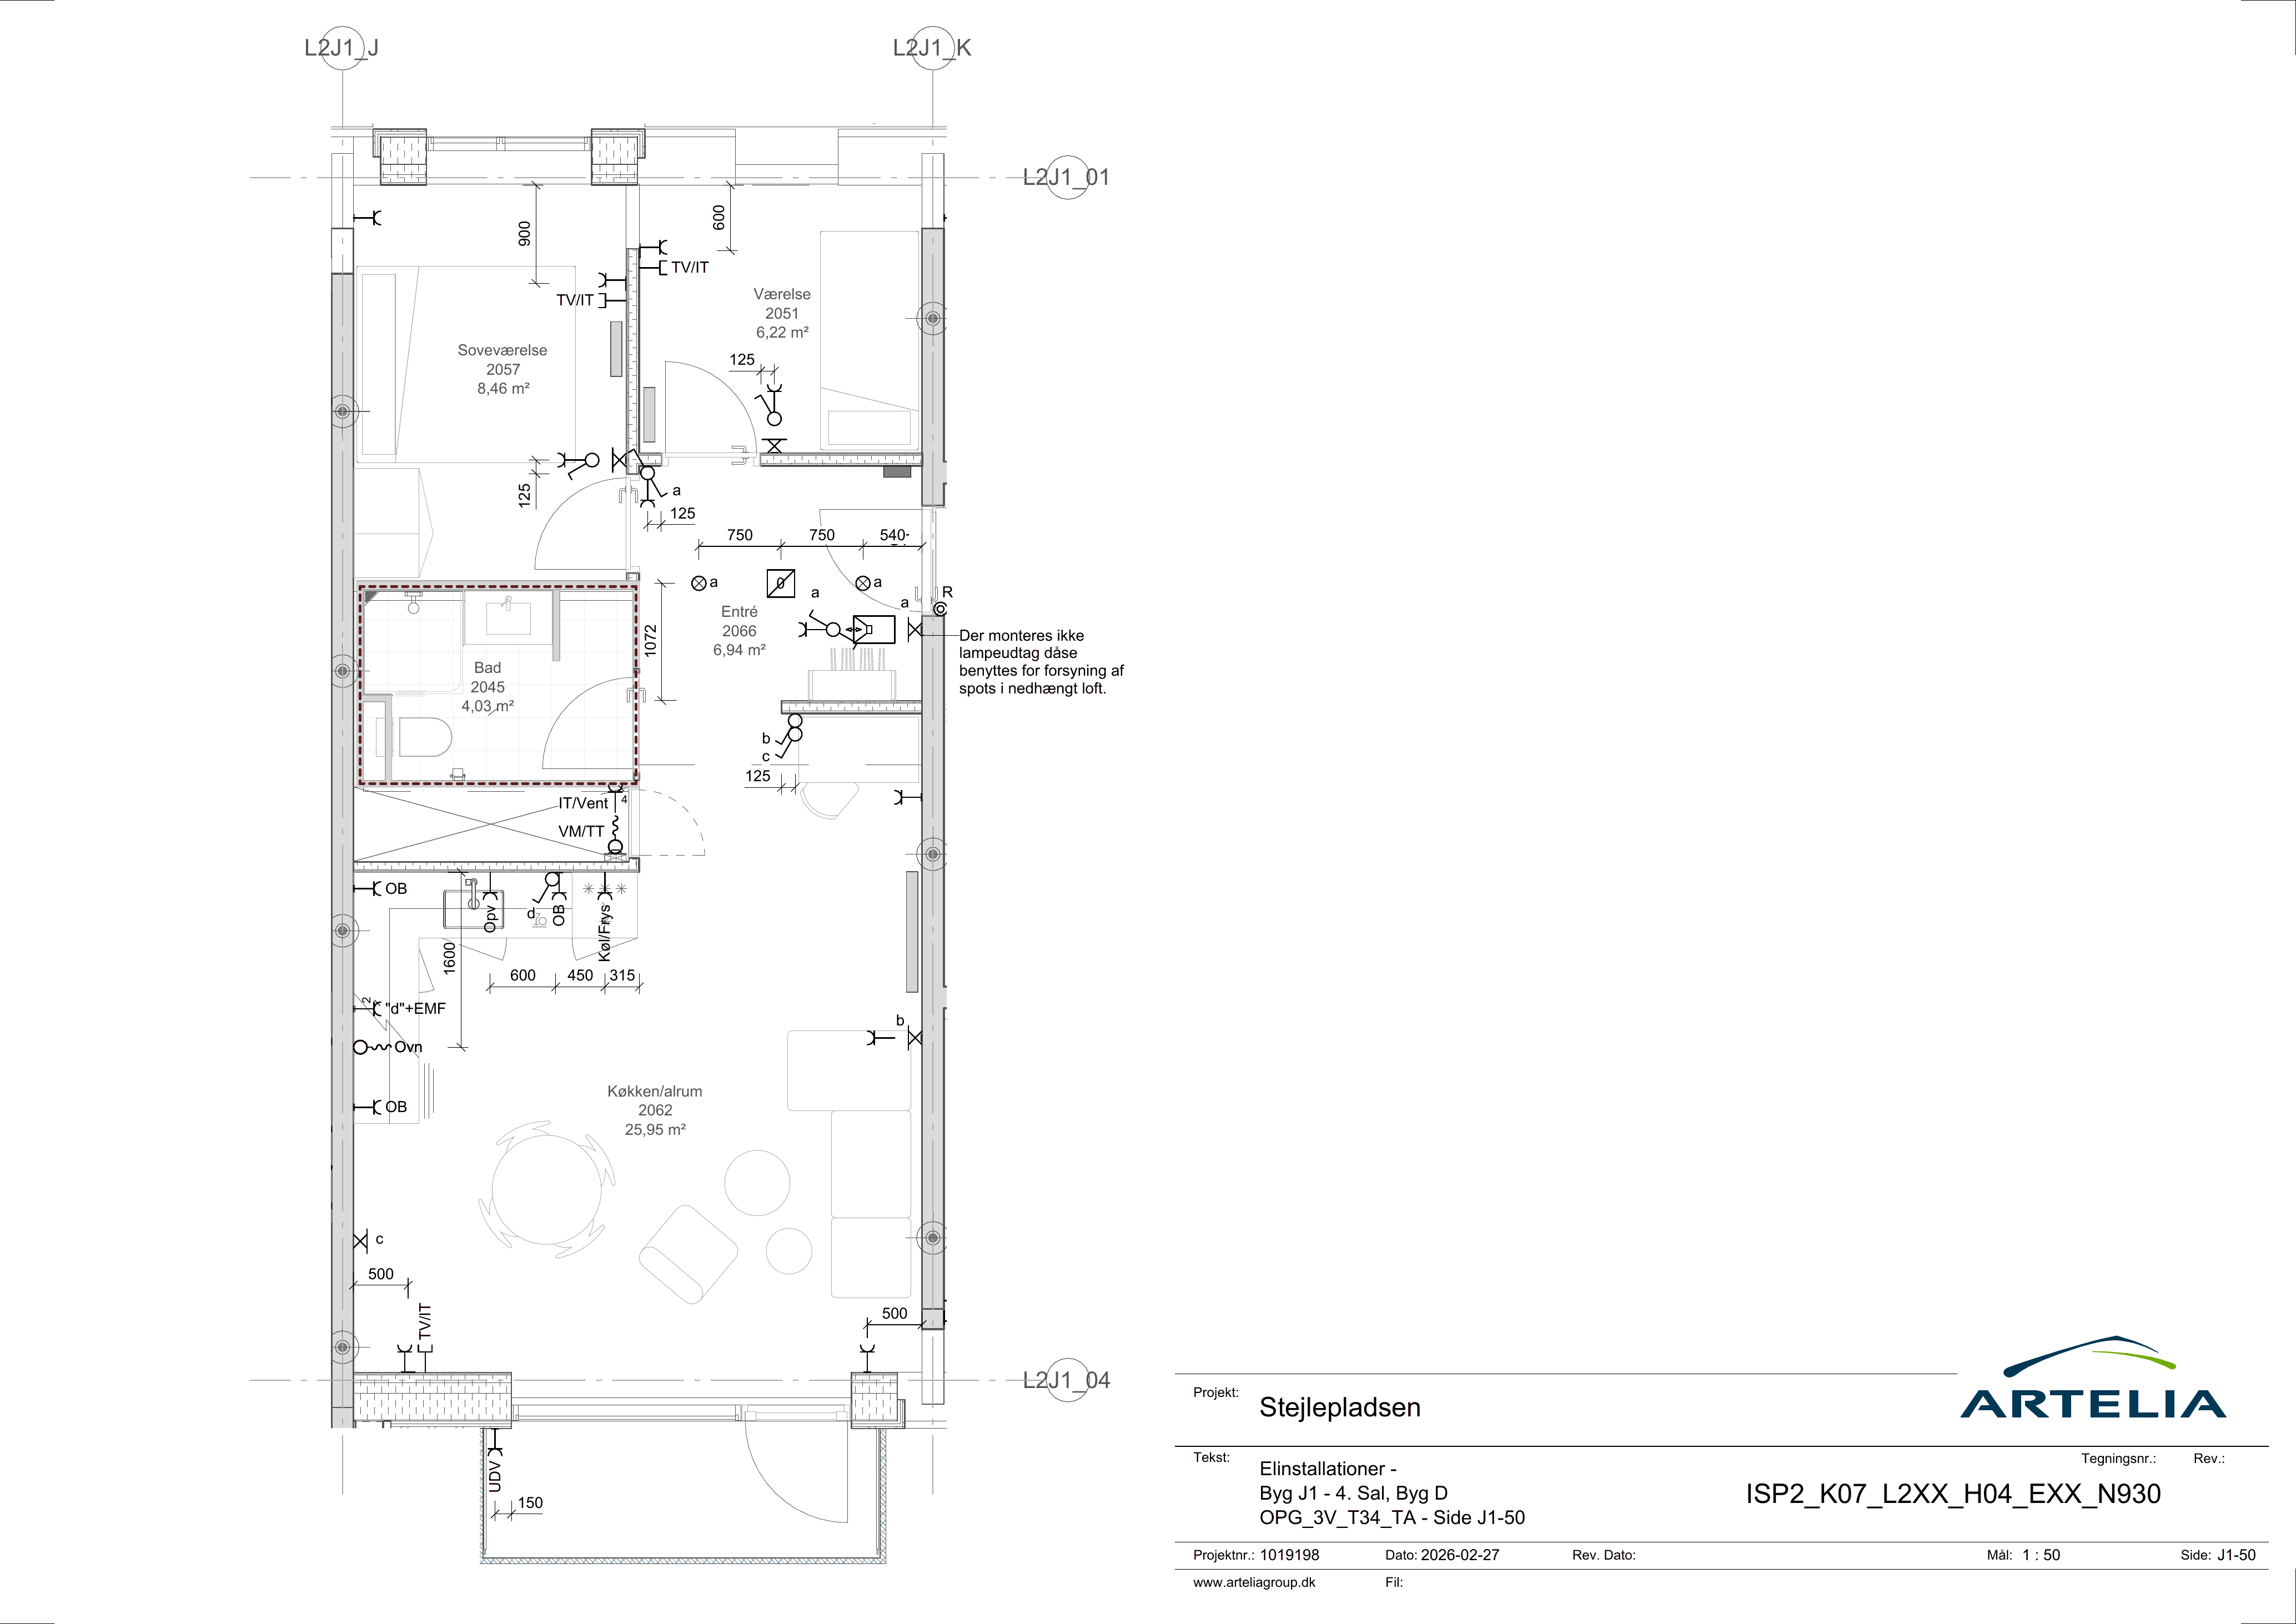 L2J1_J
L2J1_K
L2J1_01
900
600
TV/IT
TV/IT
Værelse
2051
6,22 m²
Soveværelse
2057
8,46 m²
125
125
a
125
750
750
540
a
0
a
a
a
R
Entré
2066
6,94 m²
1072
Der monteres ikke
lampeudtag dåse
benyttes for forsyning af
spots i nedhængt loft.
Bad
2045
4,03 m²
b
c
125
IT/Vent
4
VM/TT
OB
Opv
d
OB
Køl/Frys
1600
600
450
315
2
"d"+EMF
Ovn
b
OB
Køkken/alrum
2062
25,95 m²
c
500
TV/IT
500
L2J1_04
UDV
150
ARTELIA
Projekt:
Stejlepladsen
Tekst:
Elinstallationer -
Byg J1 - 4. Sal, Byg D
OPG_3V_T34_TA - Side J1-50
Tegningsnr.:
Rev.:
ISP2_K07_L2XX_H04_EXX_N930
Projektnr.: 1019198
Dato: 2026-02-27
Rev. Dato:
Mål: 1 : 50
Side: J1-50
www.arteliagroup.dk
Fil: